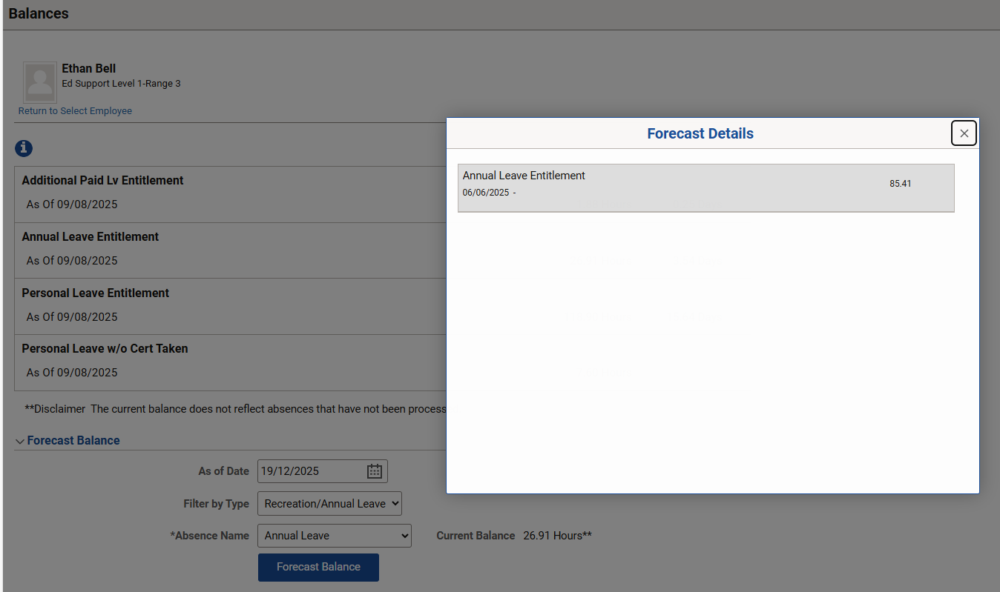 Balances
Ethan Bell
Ed Support Level 1-Range 3
Return to Select Employee
Additional Paid Lv Entitlement
As Of 09/08/2025
Annual Leave Entitlement
As Of 09/08/2025
Personal Leave Entitlement
As Of 09/08/2025
Personal Leave w/o Cert Taken
As Of 09/08/2025
**Disclaimer The current balance does not reflect absences that have not been process
Forecast Balance
As of Date 19/12/2025
Filter by Type Recreation/Annual Leave
*Absence Name Annual Leave Current Balance 26.91 Hours**
Forecast Balance
Forecast Details
Annual Leave Entitlement
85.41
06/06/2025 -